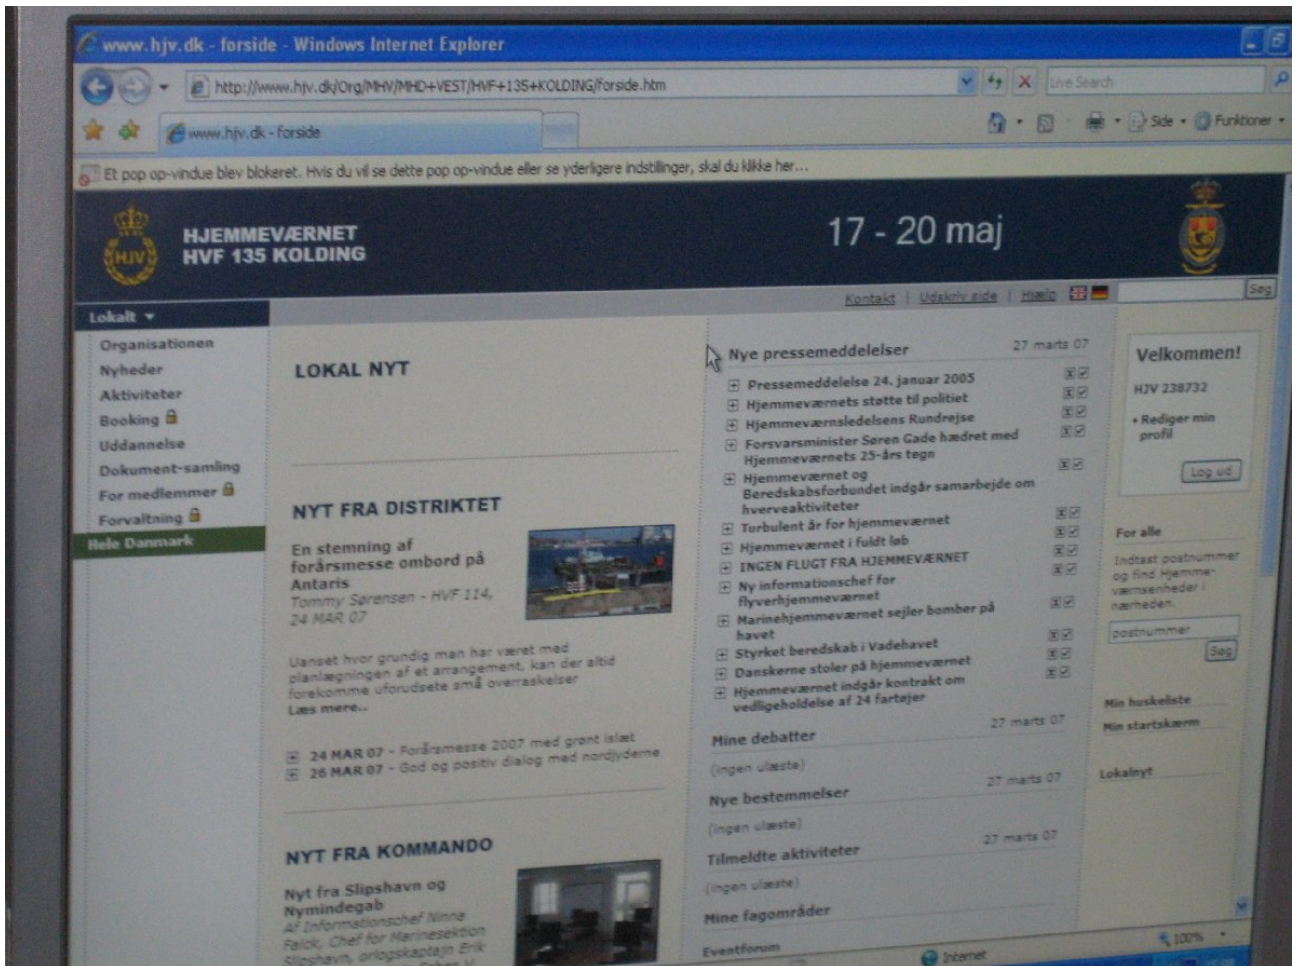 www.hjv.dk - forside - Windows Internet Explorer
http://www.hjv.dk/Org/MHV/MHD+VEST/HVF+135+KOLDING/forside.htm
Live Search
www.hjv.dk - forside
Side
Funktioner
Et pop op-vindue blev blokeret. Hvis du vil se dette pop op-vindue eller se yderligere indstillinger, skal du klikke her...
HJV
HJEMMEVÆRNET
HVF 135 KOLDING
17 - 20 maj
Kontakt | Udskriv side | Hjælp
Søg
Lokalt
Organisationen
Nyheder
Aktiviteter
Booking
Uddannelse
Dokument-samling
For medlemmer
Forvaltning
Hele Danmark
LOKAL NYT
NYT FRA DISTRIKTET
En stemning af
forårsmesse ombord på
Antaris
Tommy Sørensen - HVF 114,
24 MAR 07
Uanset hvor grundig man har været med
planlægningen af et arrangement, kan der altid
forekomme uforudsete små overraskelser
Læs mere..
24 MAR 07 - Forårsmesse 2007 med grønt islæt
26 MAR 07 - God og positiv dialog med nordjyderne
NYT FRA KOMMANDO
Nyt fra Slipshavn og
Nymindegab
Af Informationschef Ninna
Falck, Chef for Marinesektion
Slipshavn, orlogskaptajn Erik
Nye pressemeddelelser
27 marts 07
Pressemeddelelse 24. januar 2005
Hjemmeværnets støtte til politiet
Hjemmeværnsledelsens Rundrejse
Forsvarsminister Søren Gade hædret med
Hjemmeværnets 25-års tegn
Hjemmeværnet og
Beredskabsforbundet indgår samarbejde om
hverveaktiviteter
Turbulent år for hjemmeværnet
Hjemmeværnet i fuldt løb
INGEN FLUGT FRA HJEMMEVÆRNET
Ny informationschef for
flyverhjemmeværnet
Marinehjemmeværnet sejler bomber på
havet
Styrket beredskab i Vadehavet
Danskerne stoler på hjemmeværnet
Hjemmeværnet indgår kontrakt om
vedligeholdelse af 24 fartøjer
Mine debatter
27 marts 07
(ingen ulæste)
Nye bestemmelser
27 marts 07
(ingen ulæste)
Tilmeldte aktiviteter
27 marts 07
(ingen ulæste)
Mine fagområder
Eventforum
Velkommen!
HJV 238732
• Rediger min
profil
Log ud
For alle
Indtast postnummer
og find Hjemme-
værnsenheder i
nærheden.
postnummer
Søg
Min huskeliste
Min startskærm
Lokalnyt
Internet
100%